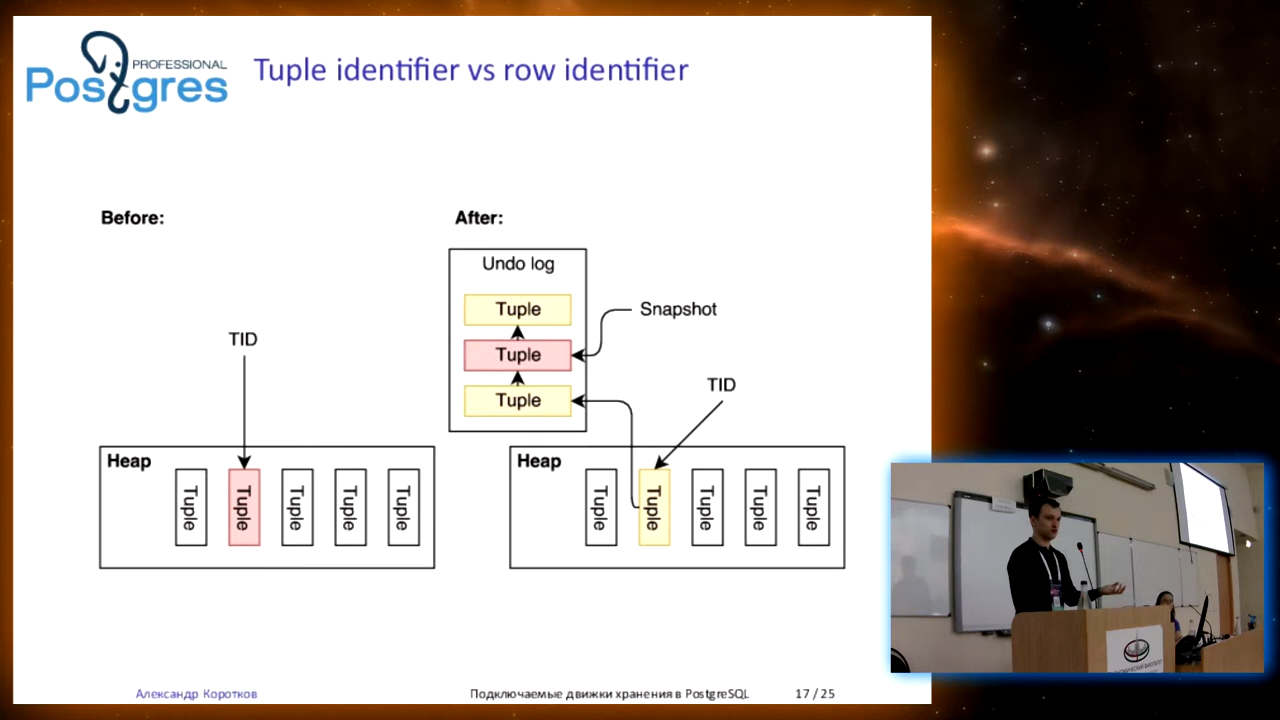 PROFESSIONAL
Postgres
Tuple identifier vs row identifier
Before:
After:
Undo log
Tuple
Snapshot
Tuple
Tuple
TID
TID
Heap
Tuple
Tuple
Tuple
Tuple
Tuple
Heap
Tuple
Tuple
Tuple
Tuple
Tuple
Александр Коротков
Подключаемые движки хранения в PostgreSQL
17 / 25